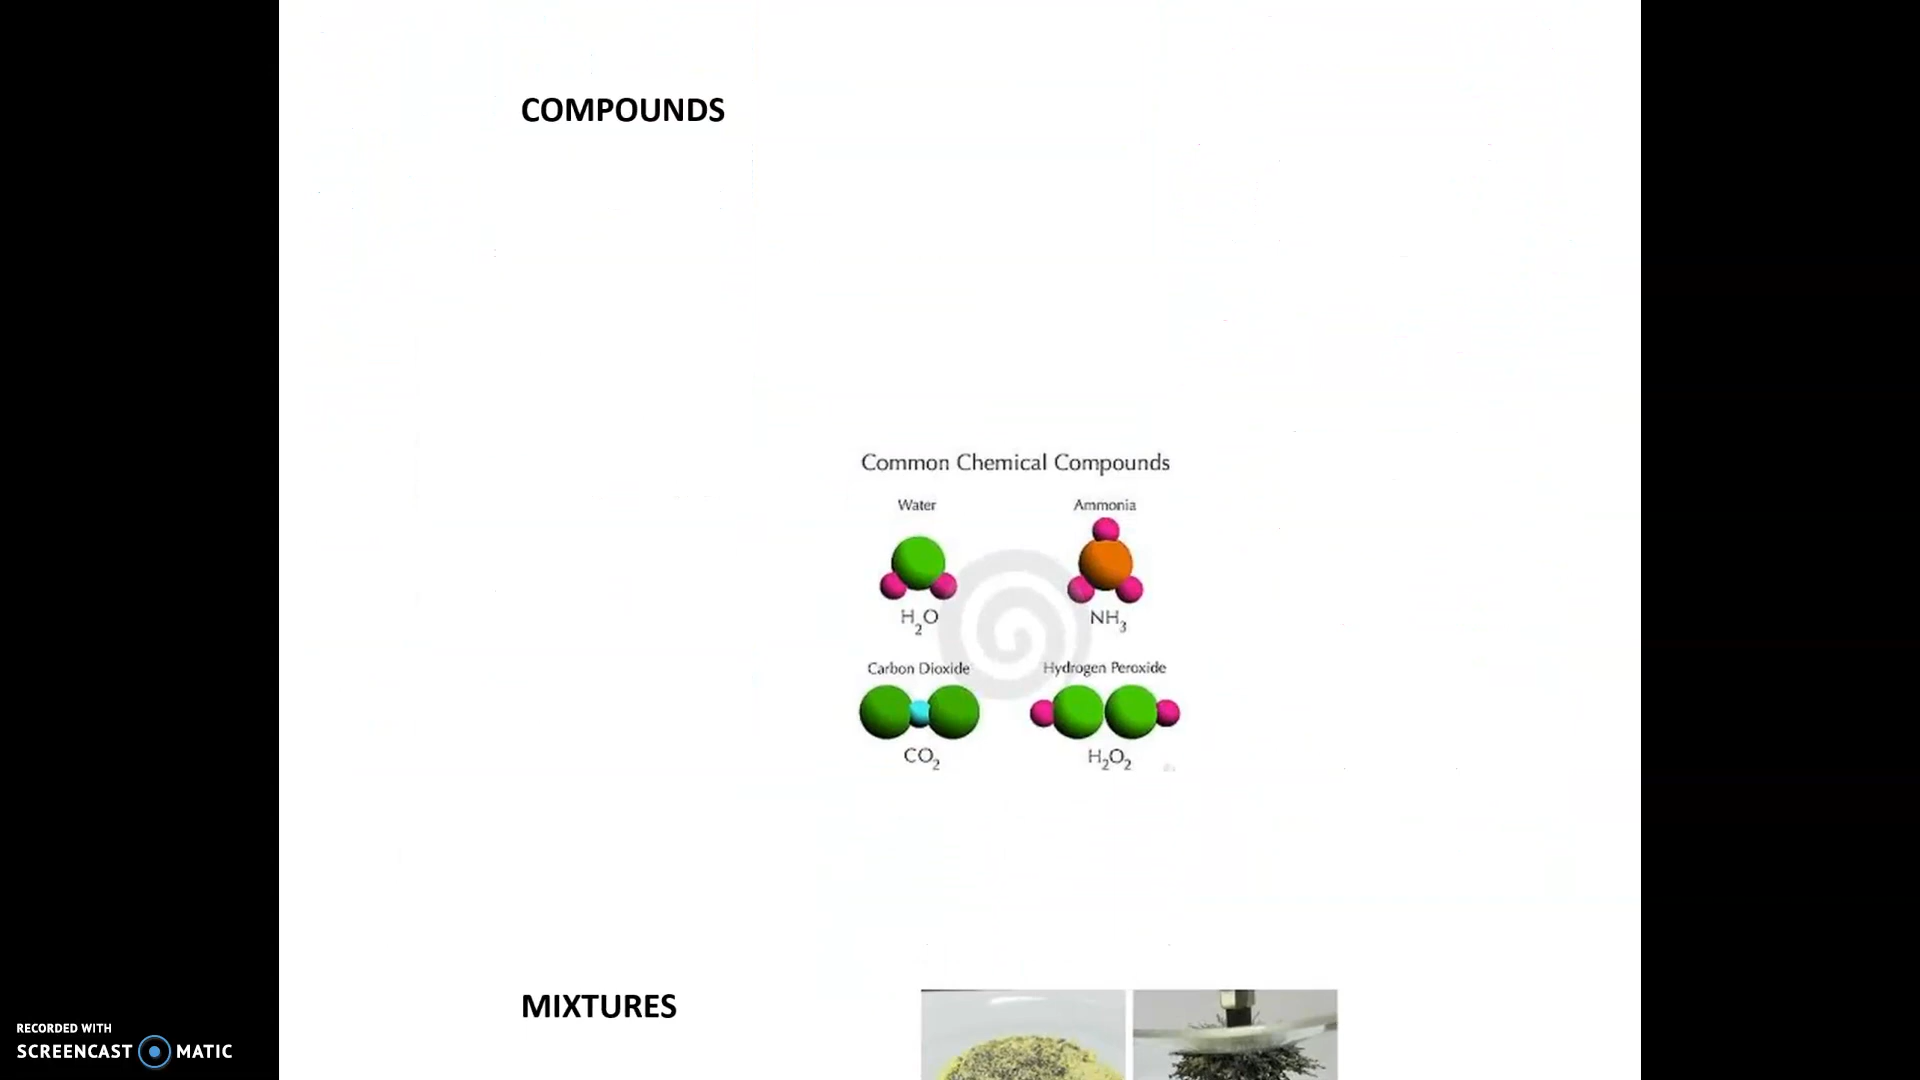 COMPOUNDS
Common Chemical Compounds
Water
Ammonia
H2O
NH3
Carbon Dioxide
Hydrogen Peroxide
CO2
H2O2
MIXTURES
RECORDED WITH
SCREENCAST MATIC